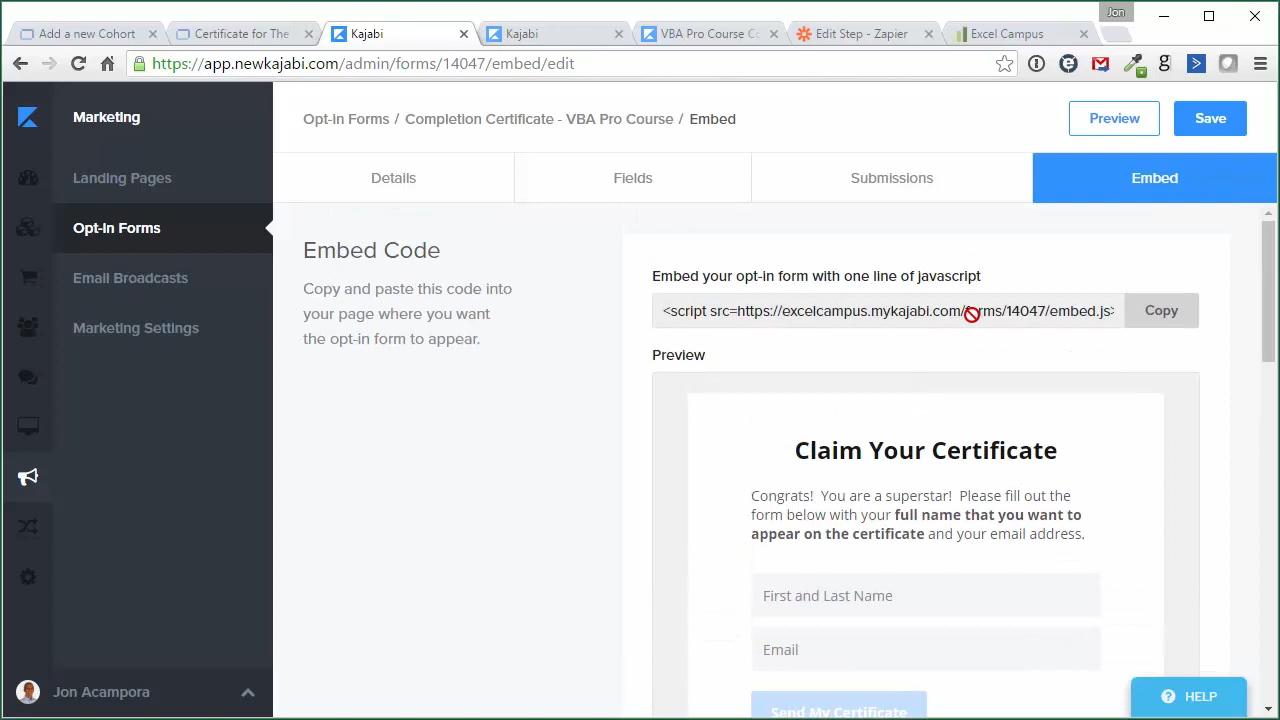 Jon
Add a new cohort
Certificate for The
Kajabi
Kajabi
VBA Pro Course Co
Edit Step - Zapier
Excel Campus
https://app.newkajabi.com/admin/forms/14047/embed/edit
Marketing
Landing Pages
Opt-In Forms
Email Broadcasts
Marketing Settings
Jon Acampora
Opt-in Forms / Completion Certificate - VBA Pro Course / Embed
Preview
Save
Details
Fields
Submissions
Embed
Embed Code
Copy and paste this code into
your page where you want
the opt-in form to appear.
Embed your opt-in form with one line of javascript
<script src=https://excelcampus.mykajabi.com/forms/14047/embed.js>
Copy
Preview
Claim Your Certificate
Congrats! You are a superstar! Please fill out the
form below with your full name that you want to
appear on the certificate and your email address.
First and Last Name
Email
Send My Certificate
HELP